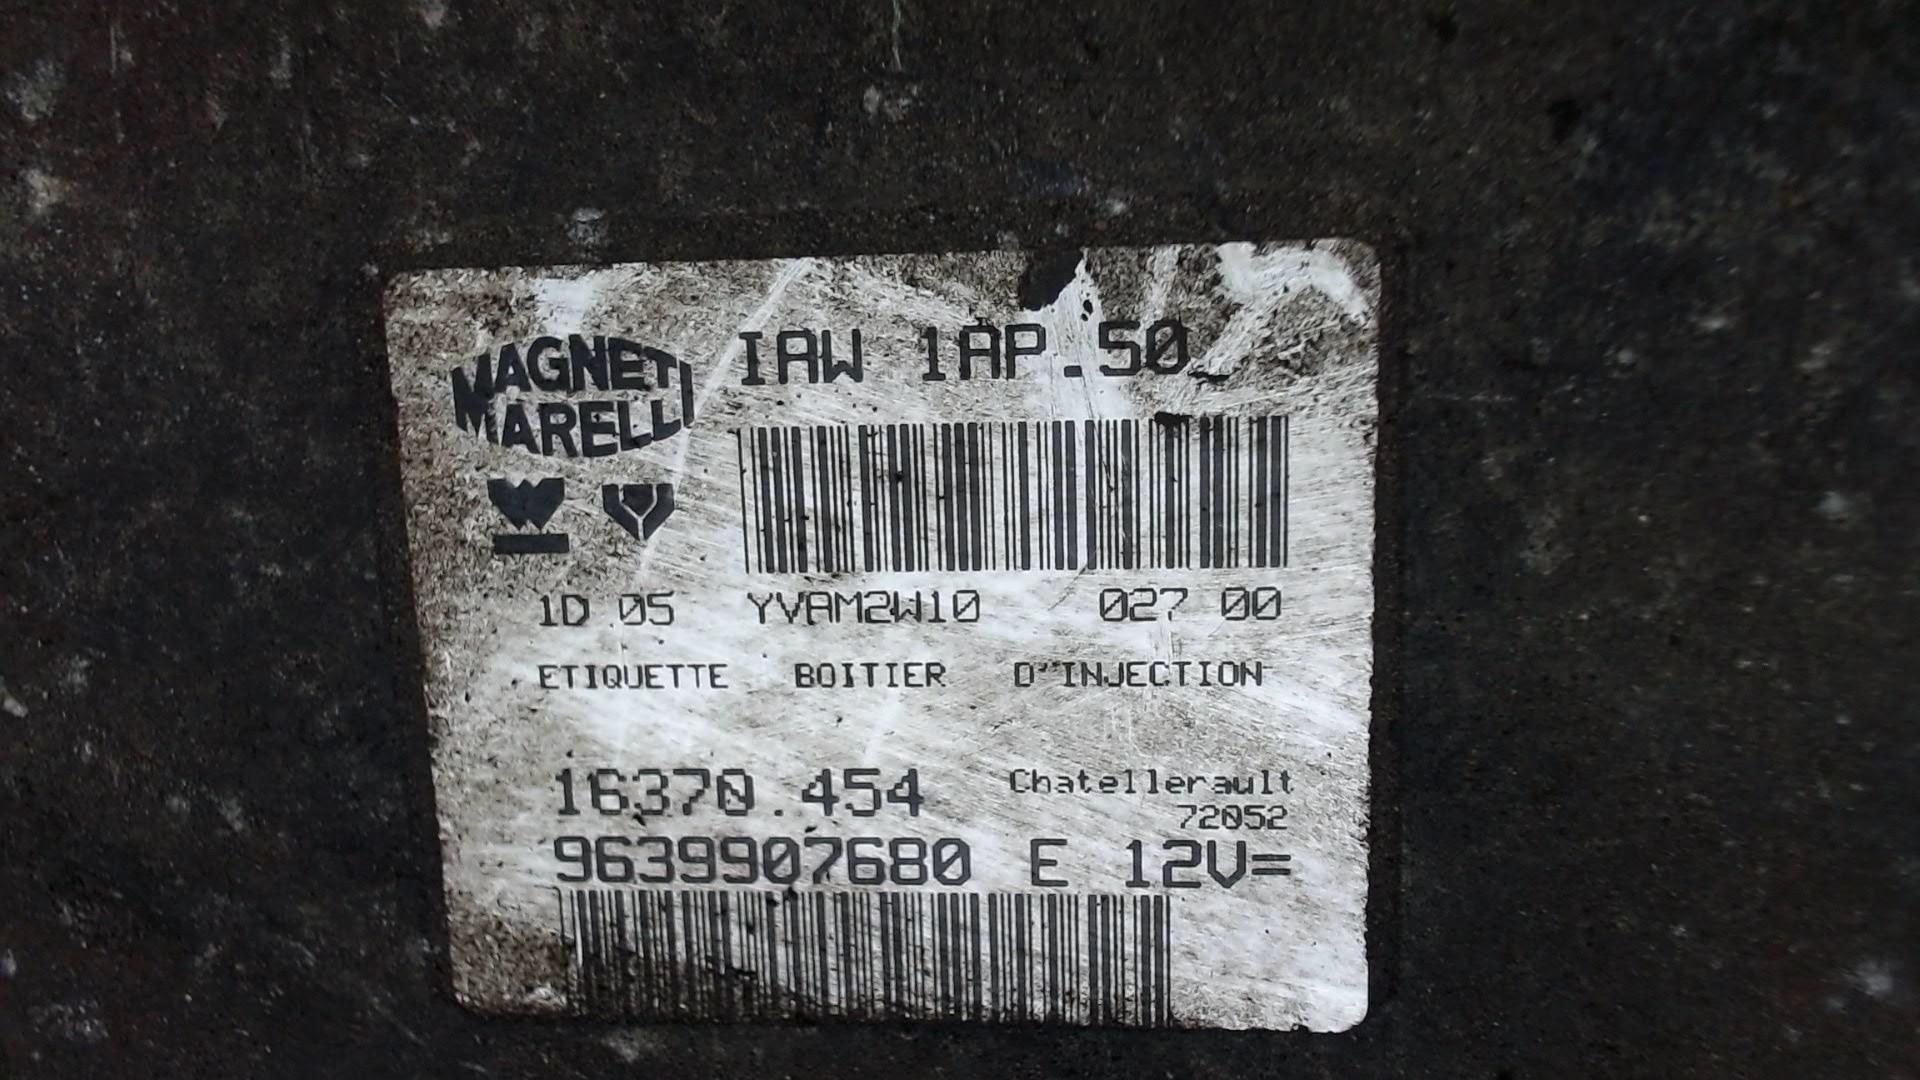 MAGNETI
MARELLI
IAW 1AP.50
1D 05 YVAM2W10 027 00
ETIQUETTE BOITIER D''INJECTION
16370.454
Chatellerault
72052
9639907680 E 12V=